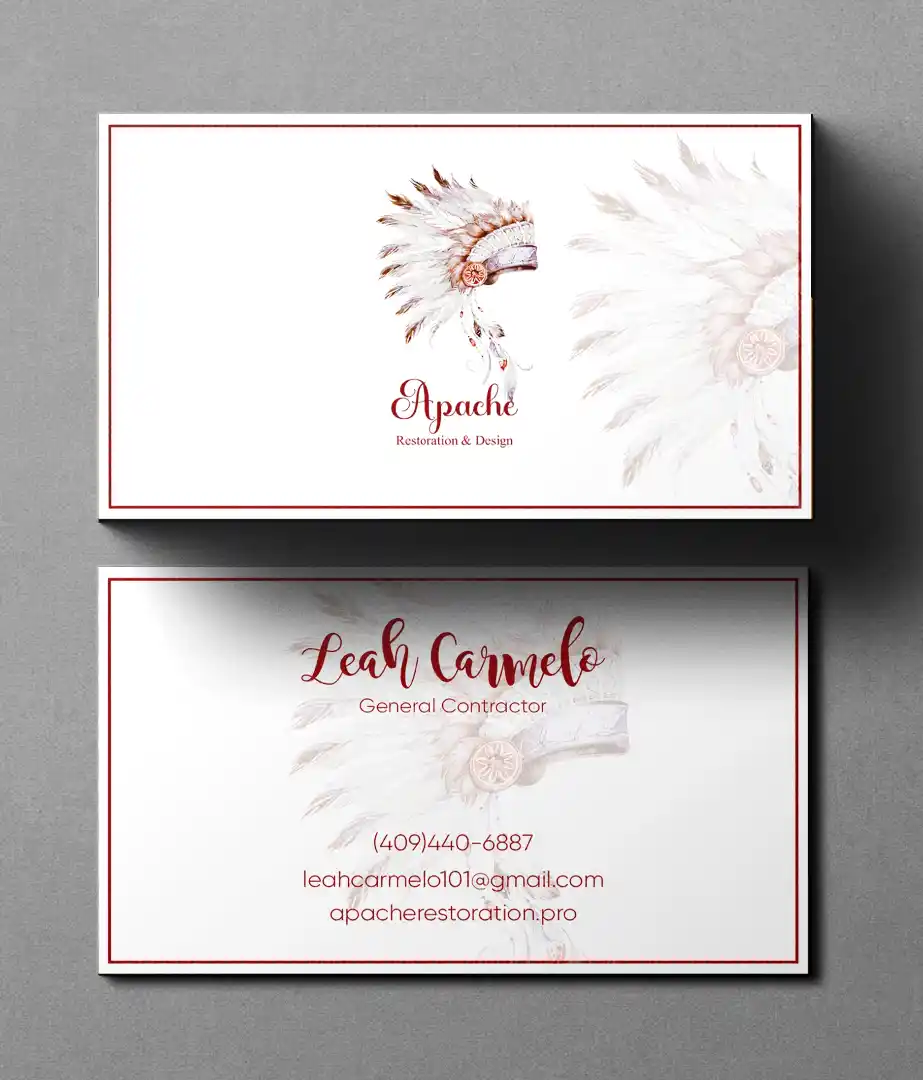 Apache
Restoration & Design
Leah Carmelo
General Contractor
(409)440-6887
leahcarmelo101@gmail.com
apacherestoration.pro